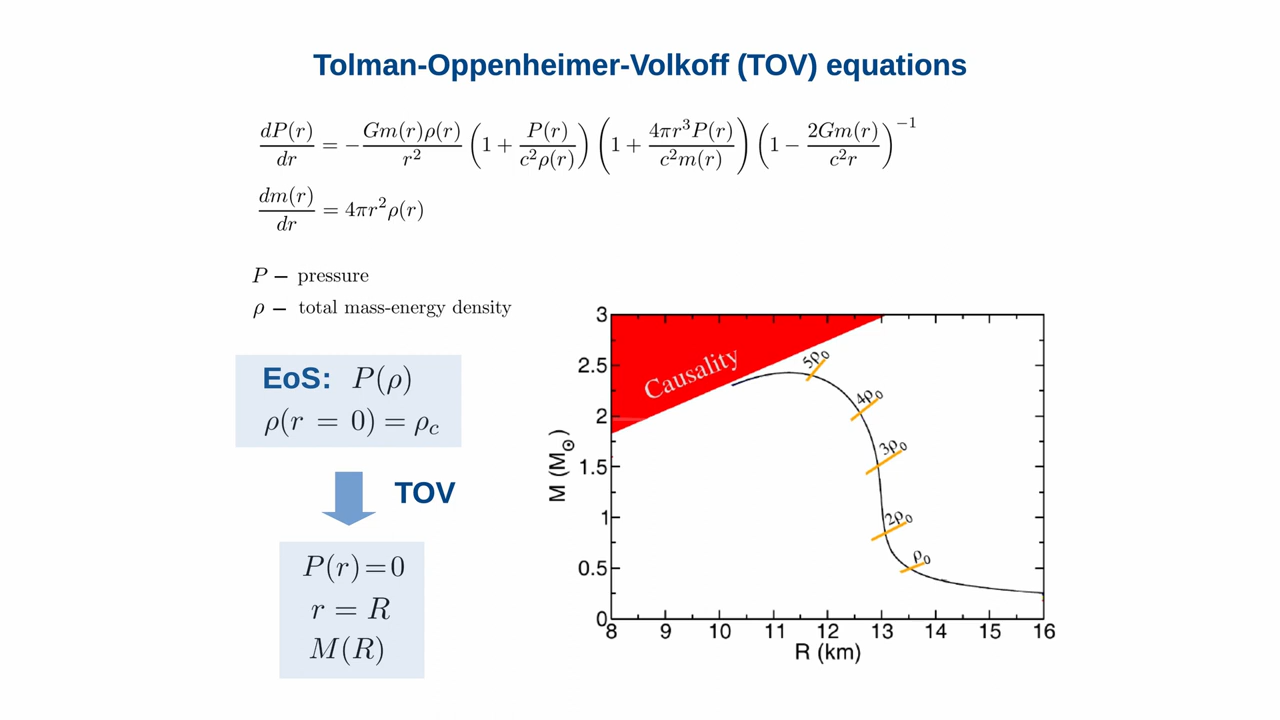 Tolman-Oppenheimer-Volkoff (TOV) equations
dP(r)/dr = −Gm(r)ρ(r)/r² (1 + P(r)/c²ρ(r)) (1 + 4πr³P(r)/c²m(r)) (1 − 2Gm(r)/c²r)⁻¹
dm(r)/dr = 4πr²ρ(r)
P − pressure
ρ − total mass-energy density
EoS: P(ρ)
ρ(r = 0) = ρ_c
TOV
P(r)=0
r = R
M(R)
3
2.5
2
1.5
1
0.5
0
M (M⊙)
Causality
5ρ₀
4ρ₀
3ρ₀
2ρ₀
ρ₀
8 9 10 11 12 13 14 15 16
R (km)